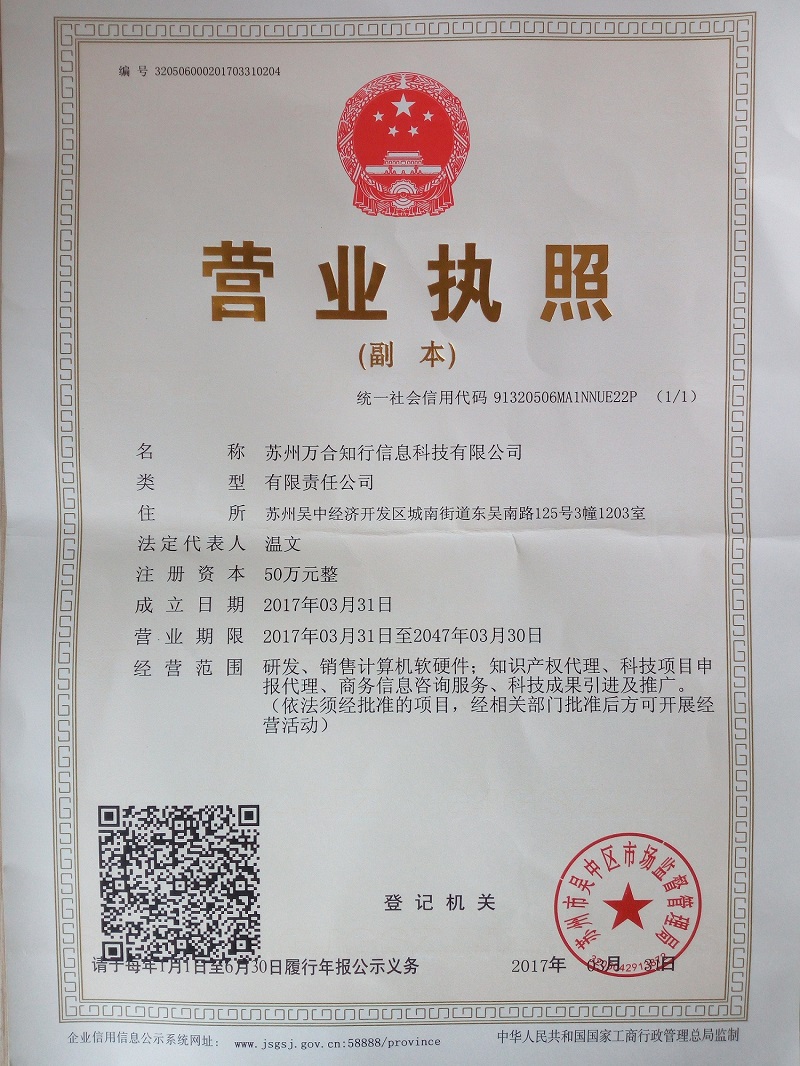 编 号 320506000201703310204
营 业 执 照
(副 本)
统一社会信用代码 91320506MA1NNUE22P (1/1)
名 称 苏州万合知行信息科技有限公司
类 型 有限责任公司
住 所 苏州吴中经济开发区城南街道东吴南路125号3幢1203室
法定代表人 温文
注 册 资 本 50万元整
成 立 日 期 2017年03月31日
营 业 期 限 2017年03月31日至2047年03月30日
经 营 范 围 研发、销售计算机软硬件；知识产权代理、科技项目申
报代理、商务信息咨询服务、科技成果引进及推广。
（依法须经批准的项目，经相关部门批准后方可开展经
营活动）
苏州市吴中区市场监督管理局
登 记 机 关
请于每年1月1日至6月30日履行年报公示义务
2017年 03月 31日
企业信用信息公示系统网址： www.jsgsj.gov.cn:58888/province
中华人民共和国国家工商行政管理总局监制